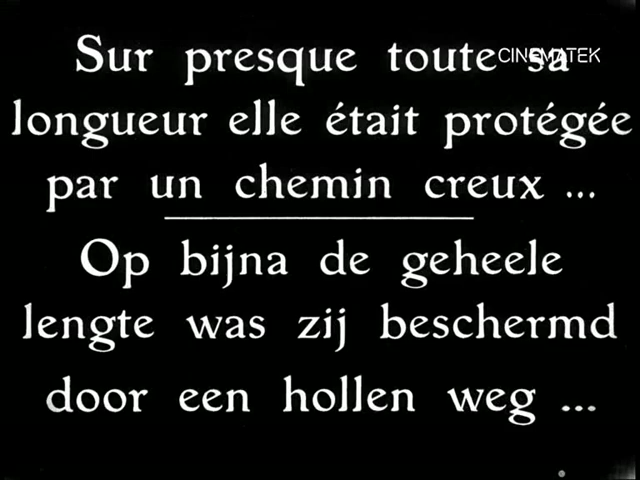 CINEMATEK
Sur presque toute sa
longueur elle était protégée
par un chemin creux ...
Op bijna de geheele
lengte was zij beschermd
door een hollen weg ...